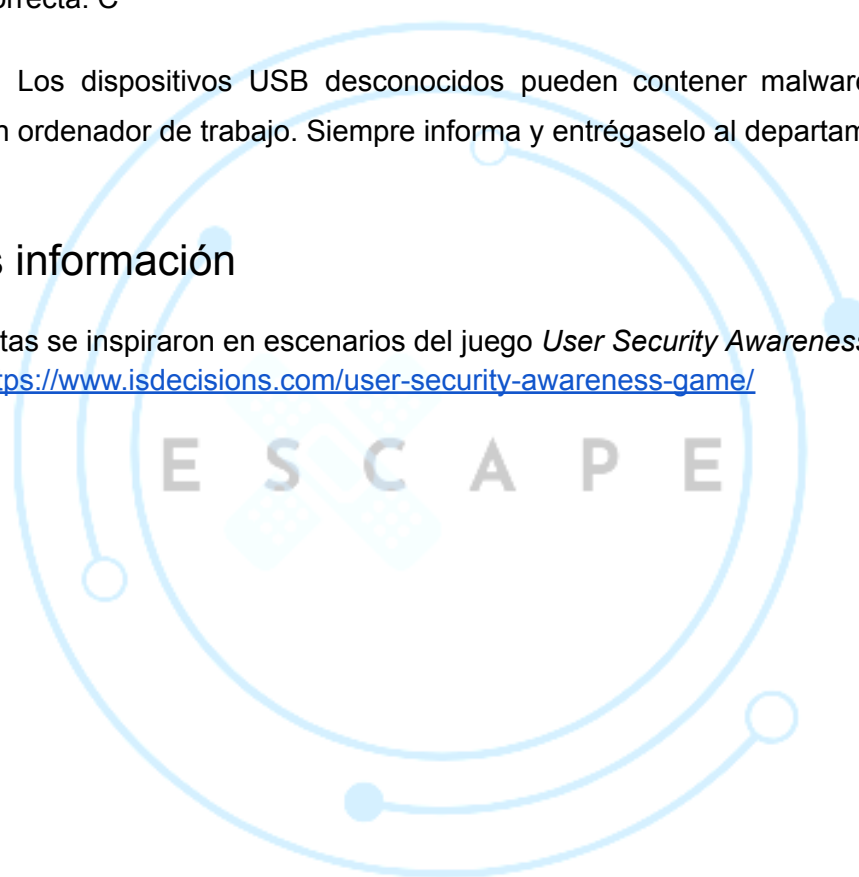 orrecta: C
Los dispositivos USB desconocidos pueden contener malware
n ordenador de trabajo. Siempre informa y entrégaselo al departam
s información
tas se inspiraron en escenarios del juego User Security Awareness
tps://www.isdecisions.com/user-security-awareness-game/
E S C A P E